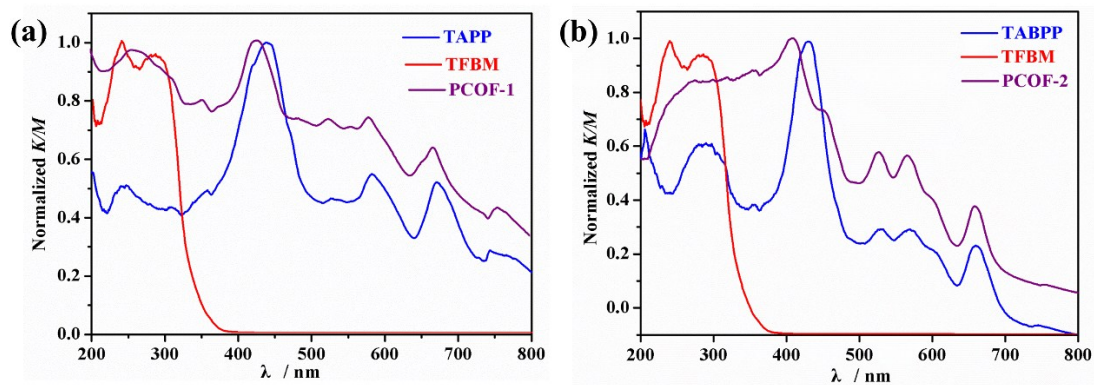 (a)
TAPP
TFBM
PCOF-1
Normalized K/M
1.0
0.8
0.6
0.4
0.2
0.0
200 300 400 500 600 700 800
λ / nm
(b)
TABPP
TFBM
PCOF-2
Normalized K/M
1.0
0.8
0.6
0.4
0.2
0.0
200 300 400 500 600 700 800
λ / nm